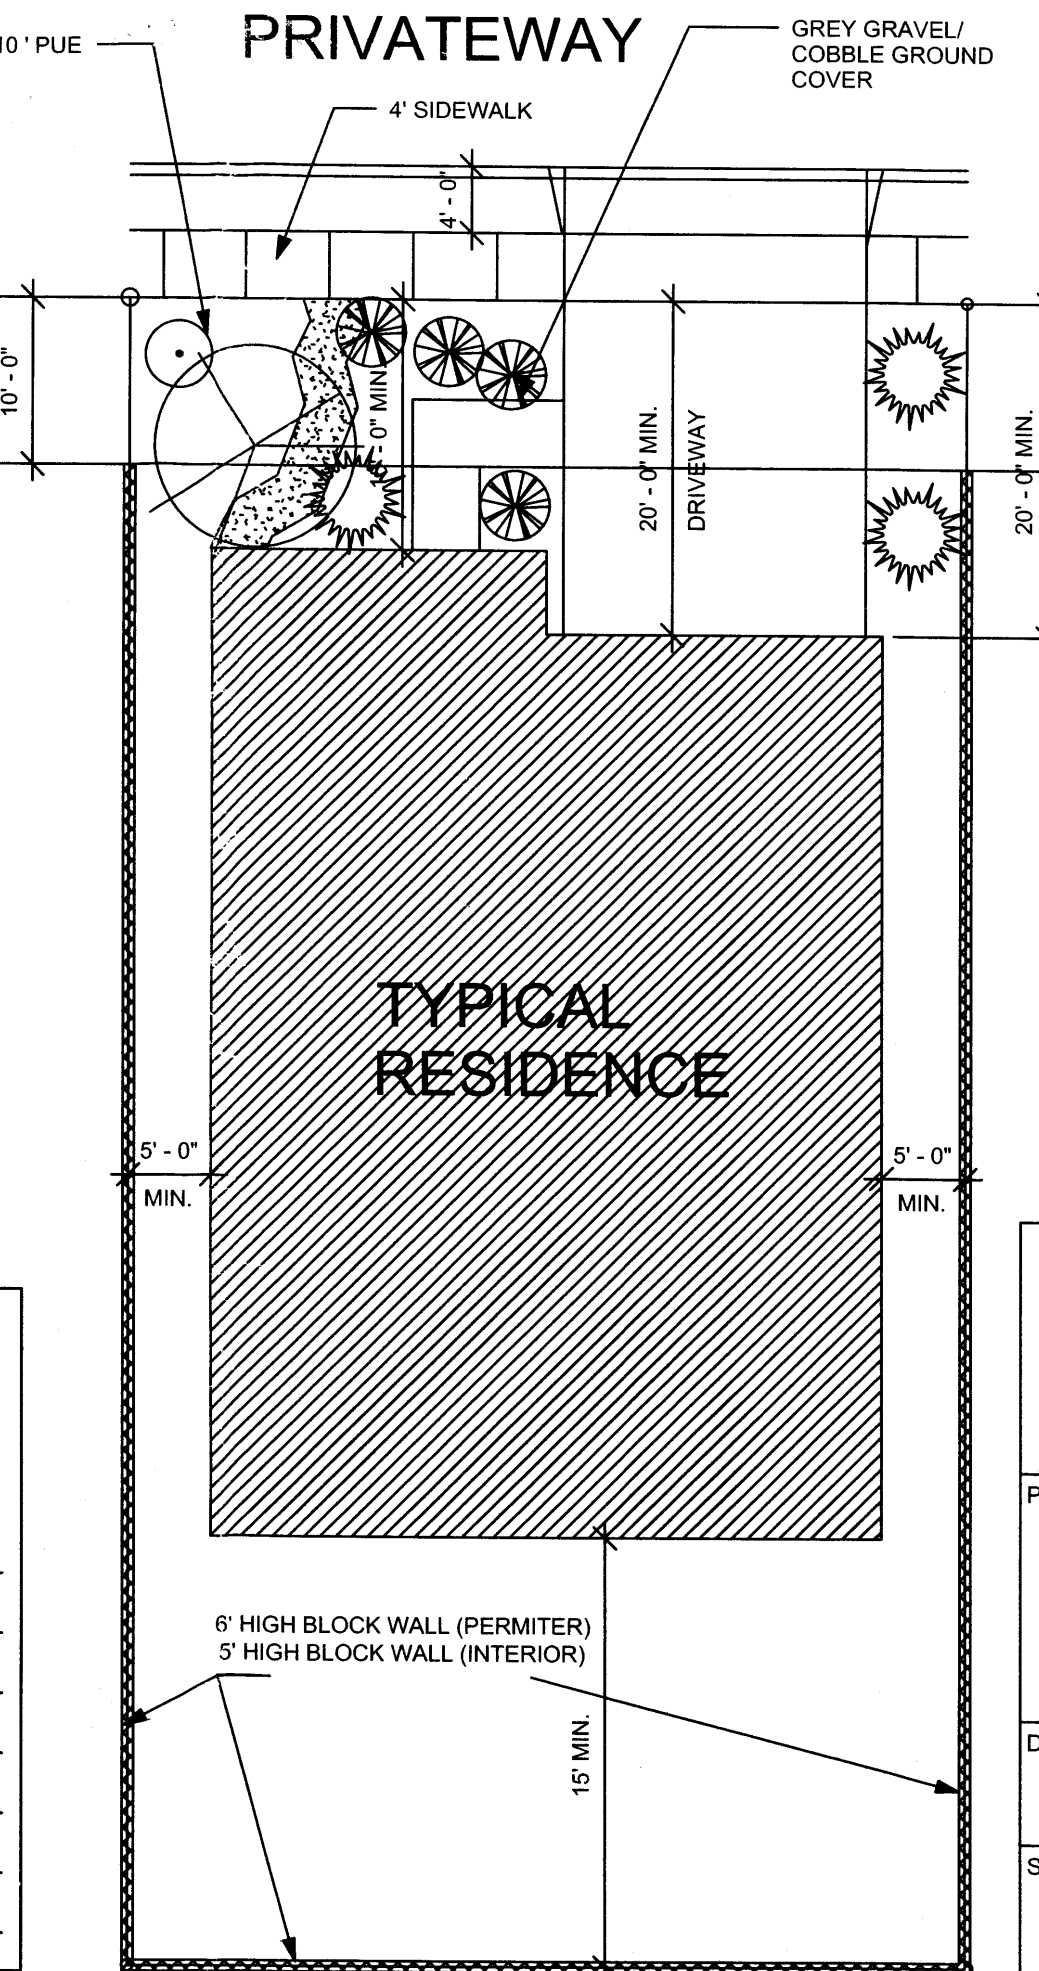 PRIVATEWAY
10 ' PUE
GREY GRAVEL/
COBBLE GROUND
COVER
4' SIDEWALK
4' - 0"
10' - 0"
- 0" MIN.
20' - 0" MIN.
DRIVEWAY
20' - 0" MIN.
TYPICAL
RESIDENCE
5' - 0"
MIN.
5' - 0"
MIN.
P
6' HIGH BLOCK WALL (PERMITER)
5' HIGH BLOCK WALL (INTERIOR)
15' MIN.
D
S